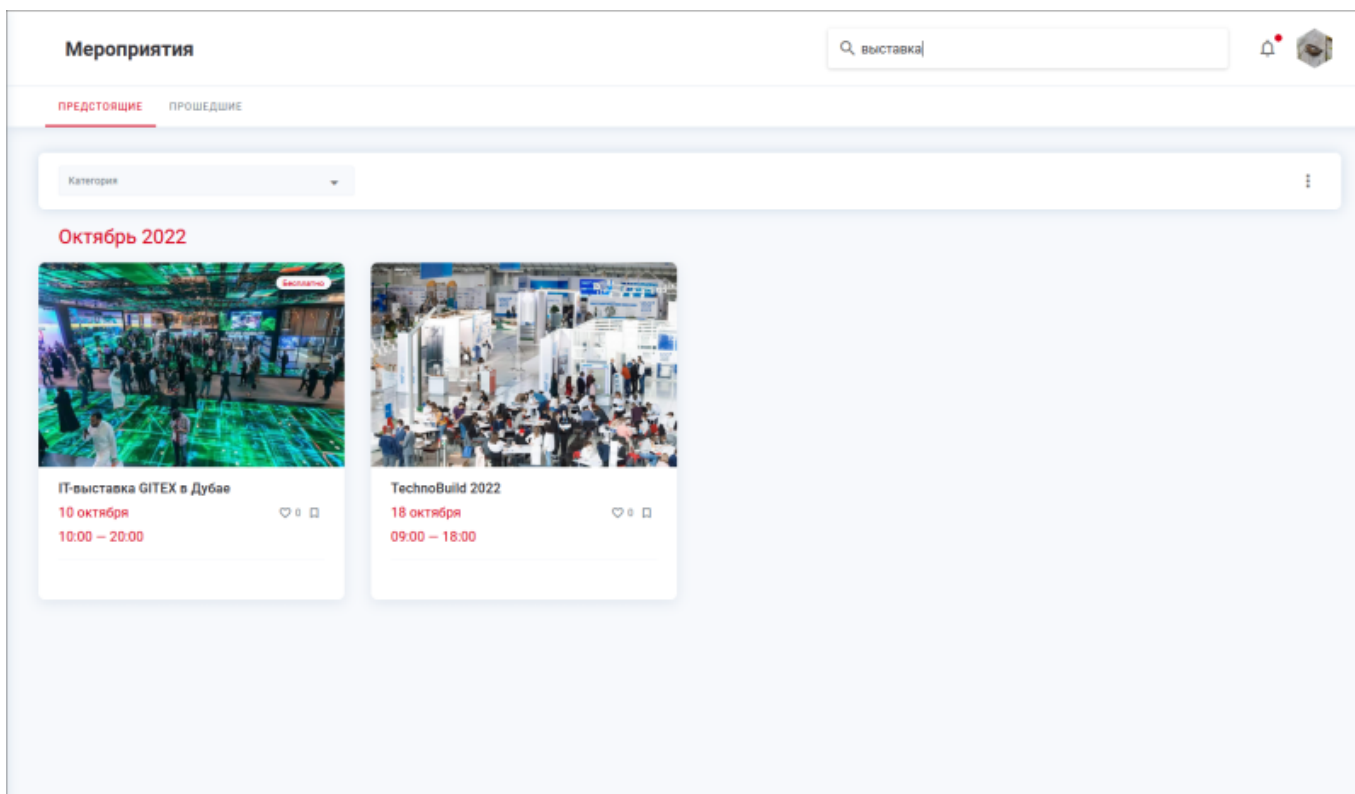 Мероприятия
выставка
ПРЕДСТОЯЩИЕ ПРОШЕДШИЕ
Категория
Октябрь 2022
Бесплатно
IT-выставка GITEX в Дубае
10 октября
0
10:00 — 20:00
TechnoBuild 2022
18 октября
0
09:00 — 18:00